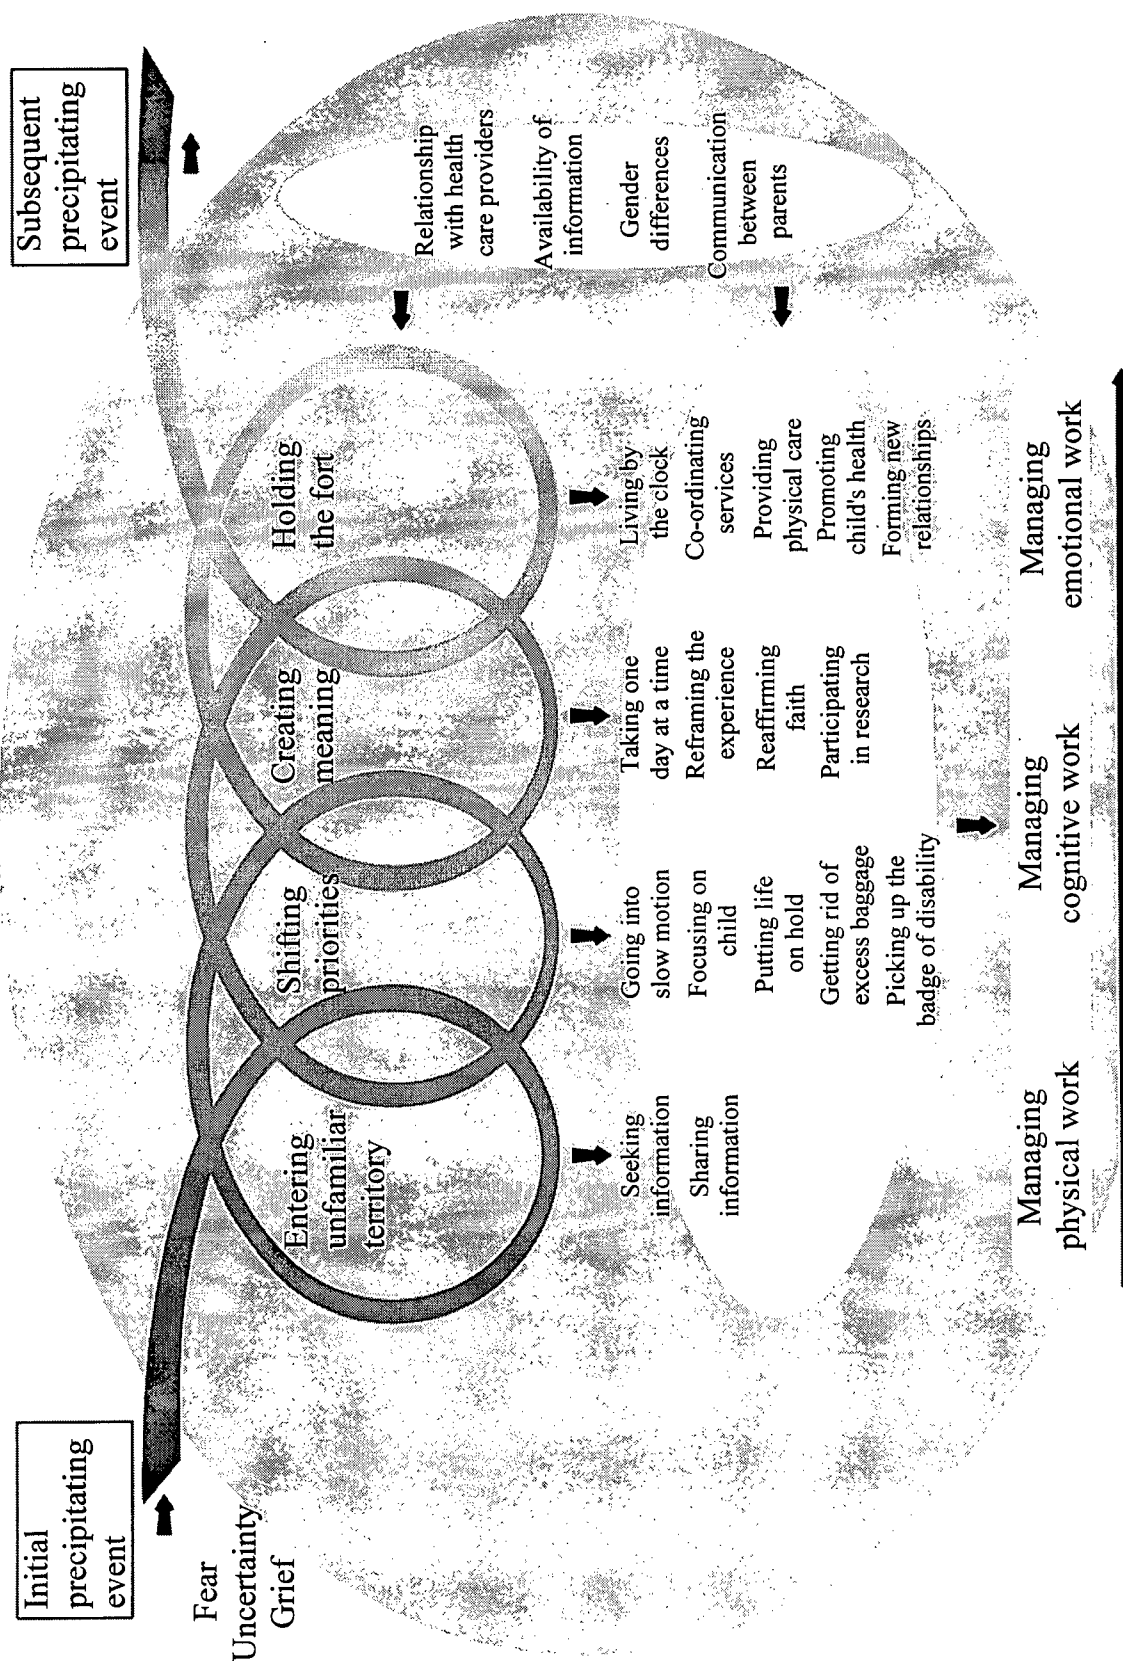 Initial
precipitating
event
Subsequent
precipitating
event
Fear
Uncertainty
Grief
Entering
unfamiliar
territory
Shifting
priorities
Creating
meaning
Holding
the fort
Relationship
with health
care providers
Availability of
information
Gender
differences
Communication
between
parents
Seeking
information
Sharing
information
Going into
slow motion
Focusing on
child
Putting life
on hold
Getting rid of
excess baggage
Picking up the
badge of disability
Taking one
day at a time
Reframing the
experience
Reaffirming
faith
Participating
in research
Living by
the clock
Co-ordinating
services
Providing
physical care
Promoting
child's health
Forming new
relationships
Managing
physical work
Managing
cognitive work
Managing
emotional work